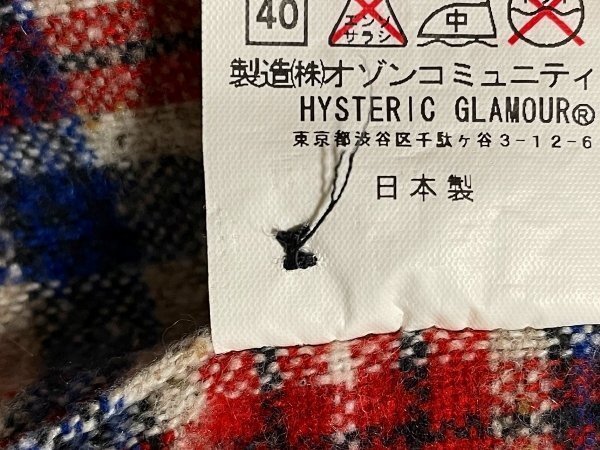 40 エンソ 中
サラシ
製造(株)オゾンコミュニティ
HYSTERIC GLAMOUR®
東京都渋谷区千駄ヶ谷3-12-6
日本製